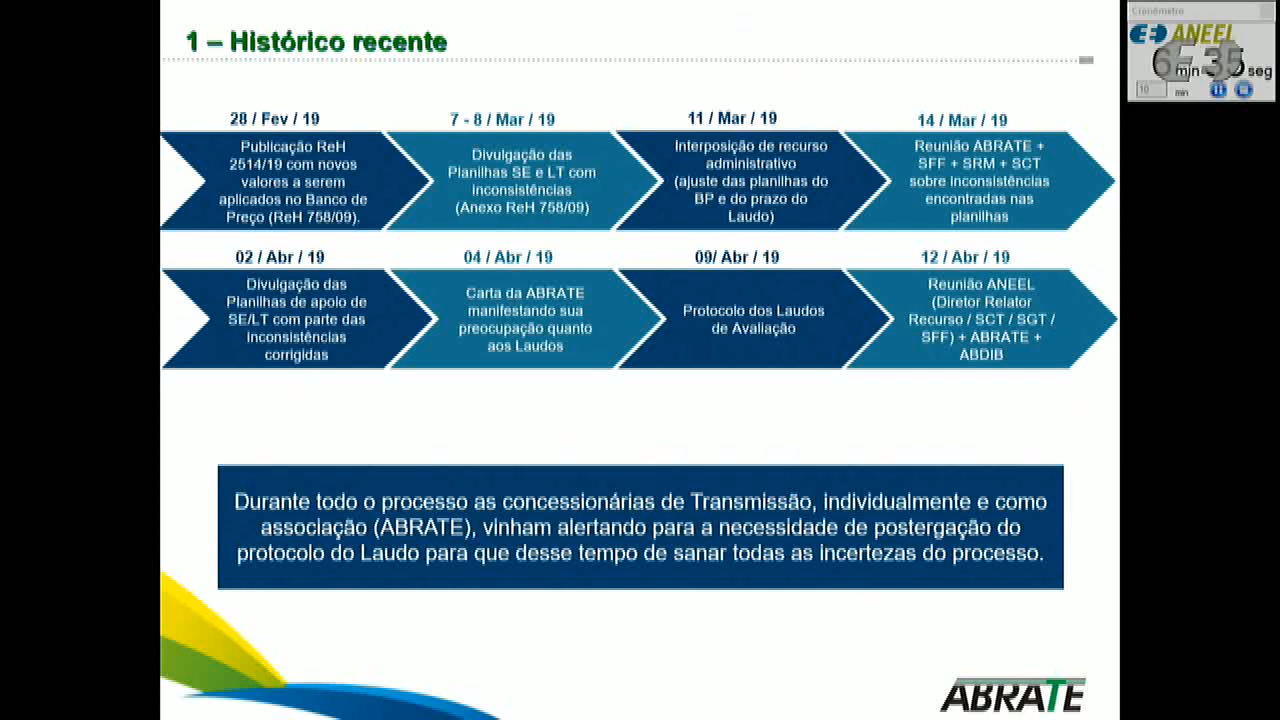 1 – Histórico recente
Cronômetro
ANEEL
6 min 35 seg
10 min
28 / Fev / 19
7 - 8 / Mar / 19
11 / Mar / 19
14 / Mar / 19
Publicação ReH
2514/19 com novos
valores a serem
aplicados no Banco de
Preço (ReH 758/09).
Divulgação das
Planilhas SE e LT com
inconsistências
(Anexo ReH 758/09)
Interposição de recurso
administrativo
(ajuste das planilhas do
BP e do prazo do
Laudo)
Reunião ABRATE +
SFF + SRM + SCT
sobre inconsistências
encontradas nas
planilhas
02 / Abr / 19
04 / Abr / 19
09/ Abr / 19
12 / Abr / 19
Divulgação das
Planilhas de apoio de
SE/LT com parte das
inconsistências
corrigidas
Carta da ABRATE
manifestando sua
preocupação quanto
aos Laudos
Protocolo dos Laudos
de Avaliação
Reunião ANEEL
(Diretor Relator
Recurso / SCT / SGT /
SFF) + ABRATE +
ABDIB
Durante todo o processo as concessionárias de Transmissão, individualmente e como
associação (ABRATE), vinham alertando para a necessidade de postergação do
protocolo do Laudo para que desse tempo de sanar todas as incertezas do processo.
ABRATE